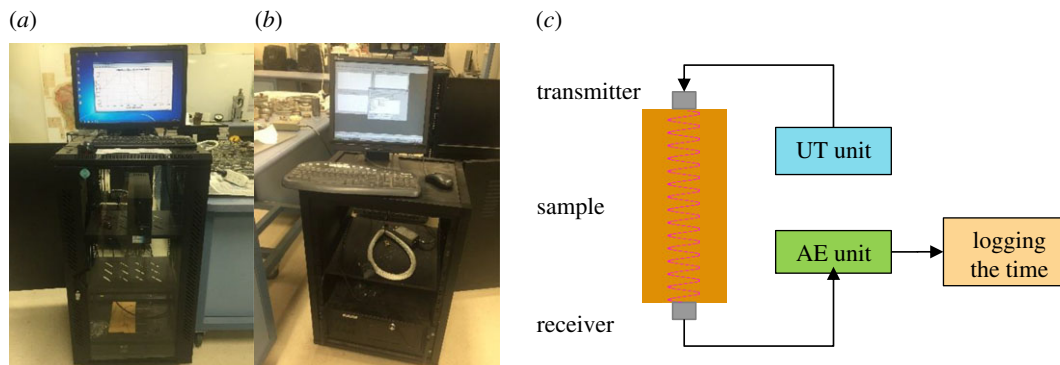 (a)
(b)
(c)
transmitter
UT unit
sample
AE unit
logging
the time
receiver